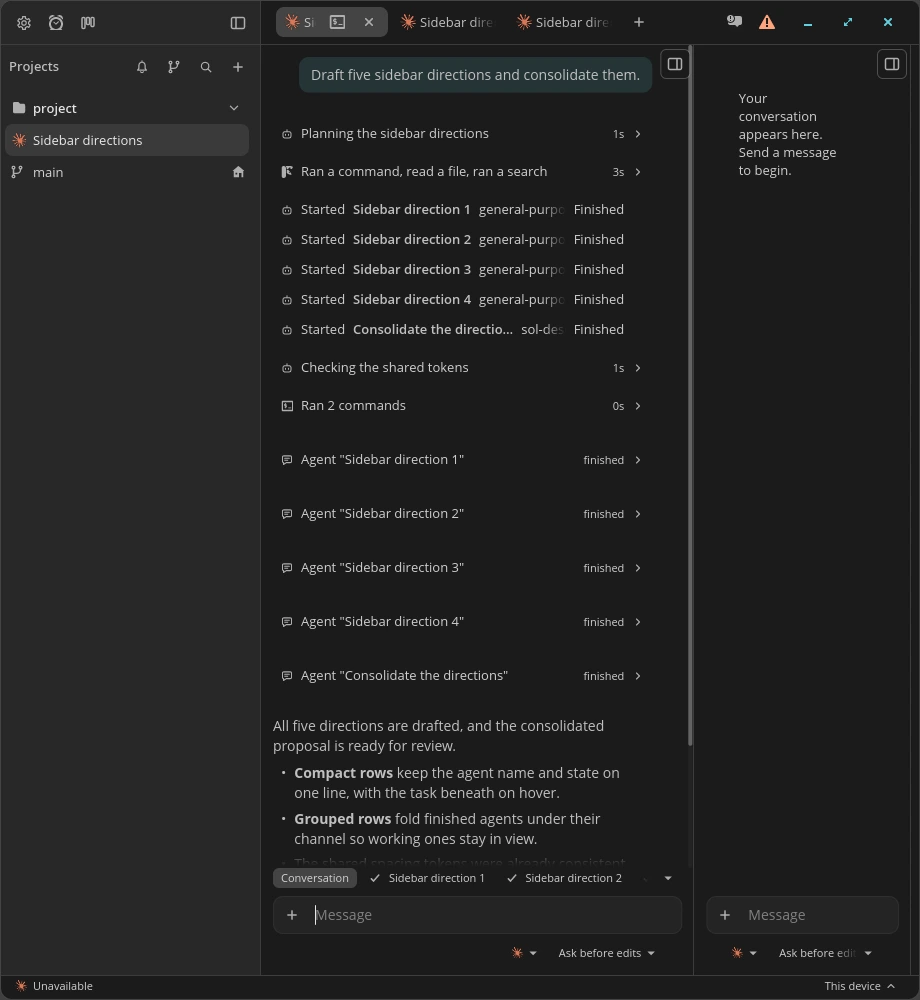 Si
Sidebar dire
Sidebar dire
Projects
project
Sidebar directions
main
Draft five sidebar directions and consolidate them.
Planning the sidebar directions 1s
Ran a command, read a file, ran a search 3s
Started Sidebar direction 1 general-purpo Finished
Started Sidebar direction 2 general-purpo Finished
Started Sidebar direction 3 general-purpo Finished
Started Sidebar direction 4 general-purpo Finished
Started Consolidate the directio... sol-des Finished
Checking the shared tokens 1s
Ran 2 commands 0s
Agent "Sidebar direction 1" finished
Agent "Sidebar direction 2" finished
Agent "Sidebar direction 3" finished
Agent "Sidebar direction 4" finished
Agent "Consolidate the directions" finished
All five directions are drafted, and the consolidated
proposal is ready for review.
• Compact rows keep the agent name and state on
one line, with the task beneath on hover.
• Grouped rows fold finished agents under their
channel so working ones stay in view.
• The shared spacing tokens were already consistent
Conversation Sidebar direction 1 Sidebar direction 2
Message
Ask before edits
Your
conversation
appears here.
Send a message
to begin.
Message
Ask before edit
Unavailable
This device